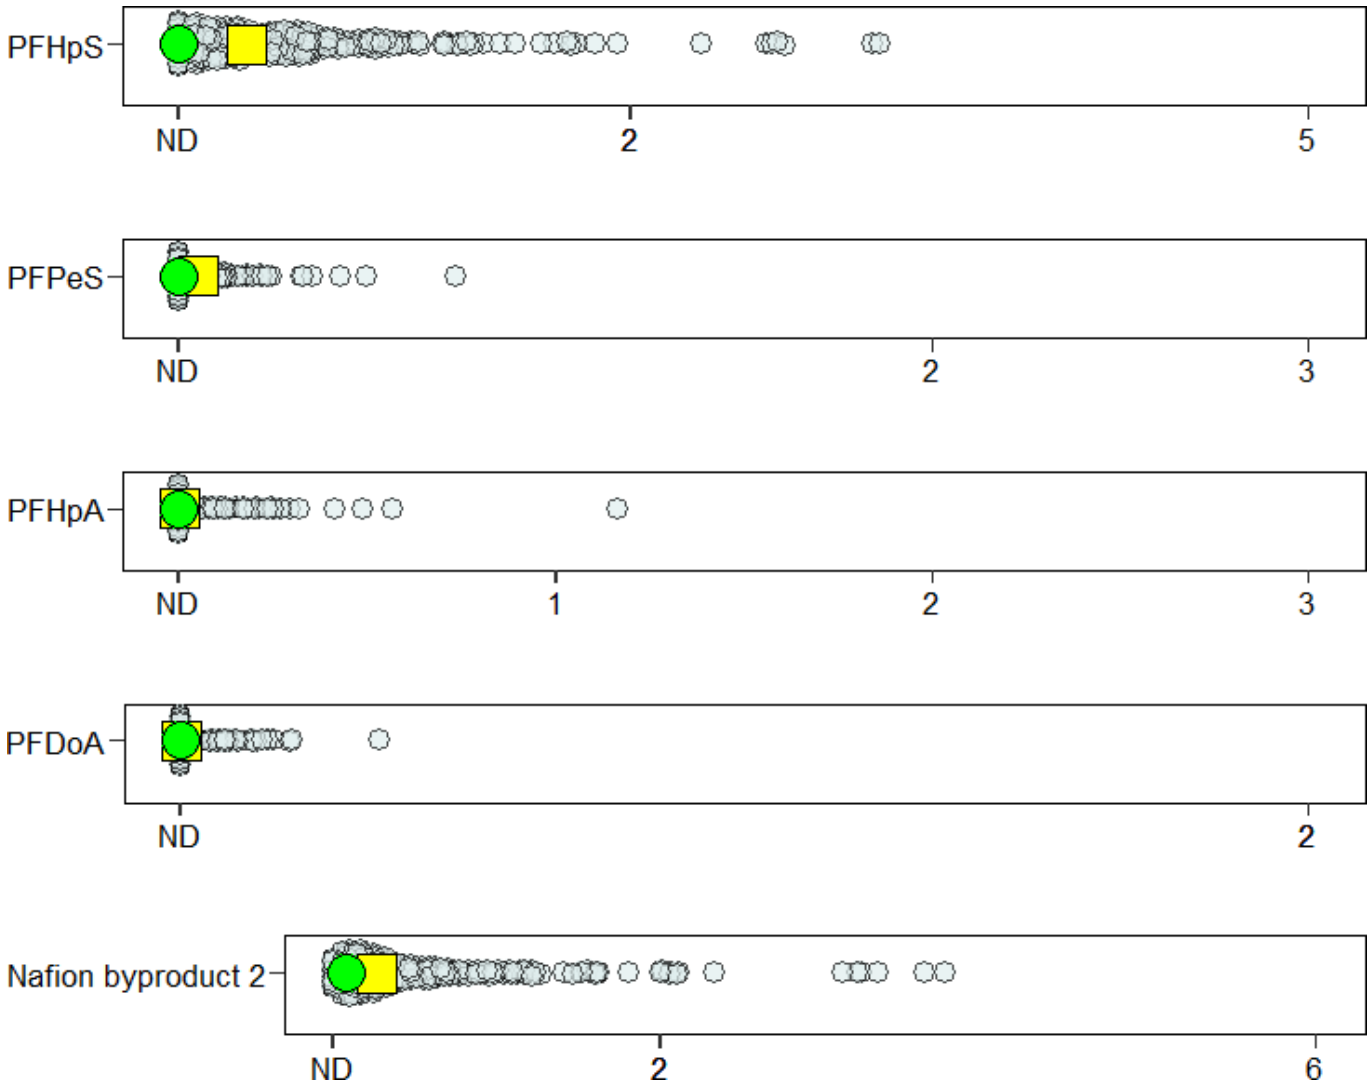 PFHpS
ND 2 5
PFPeS
ND 2 3
PFHpA
ND 1 2 3
PFDoA
ND 2
Nafion byproduct 2
ND 2 6